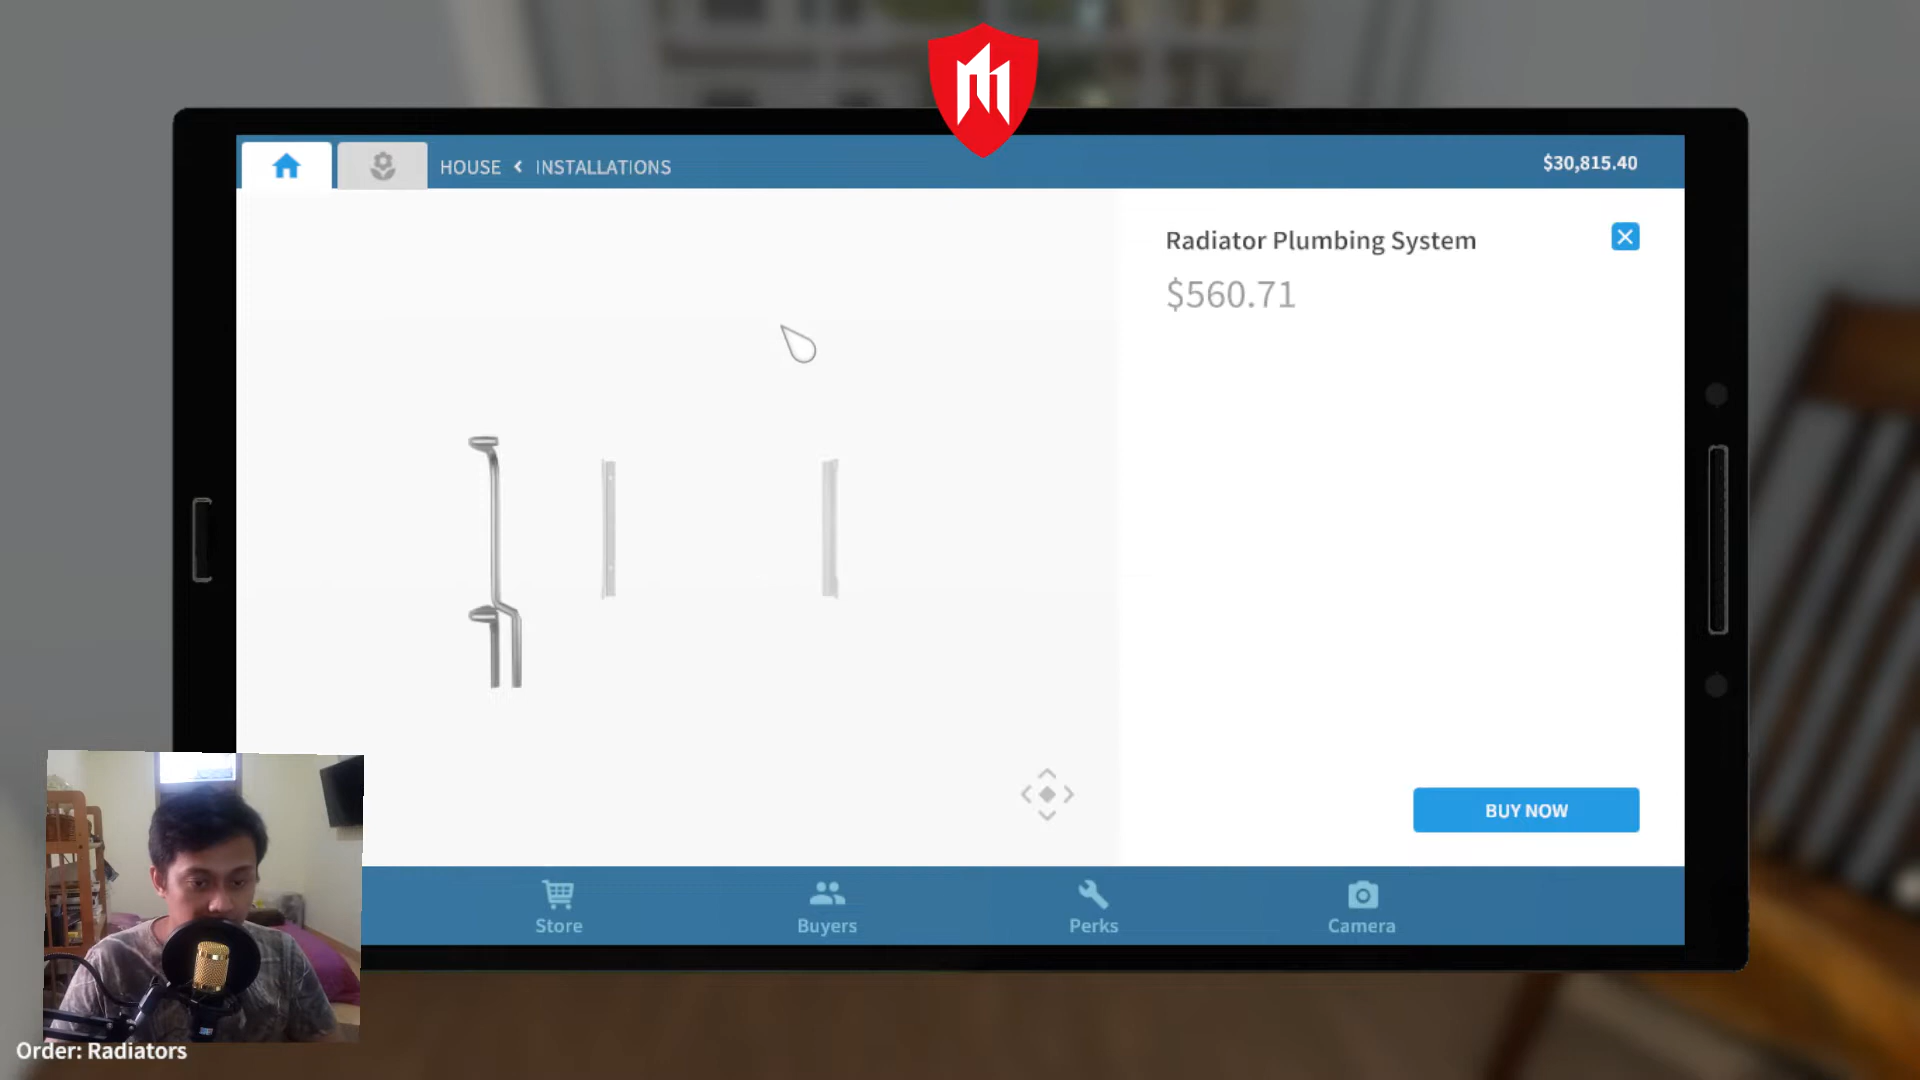 HOUSE < INSTALLATIONS
$30,815.40
Radiator Plumbing System
$560.71
BUY NOW
Store
Buyers
Perks
Camera
Order: Radiators